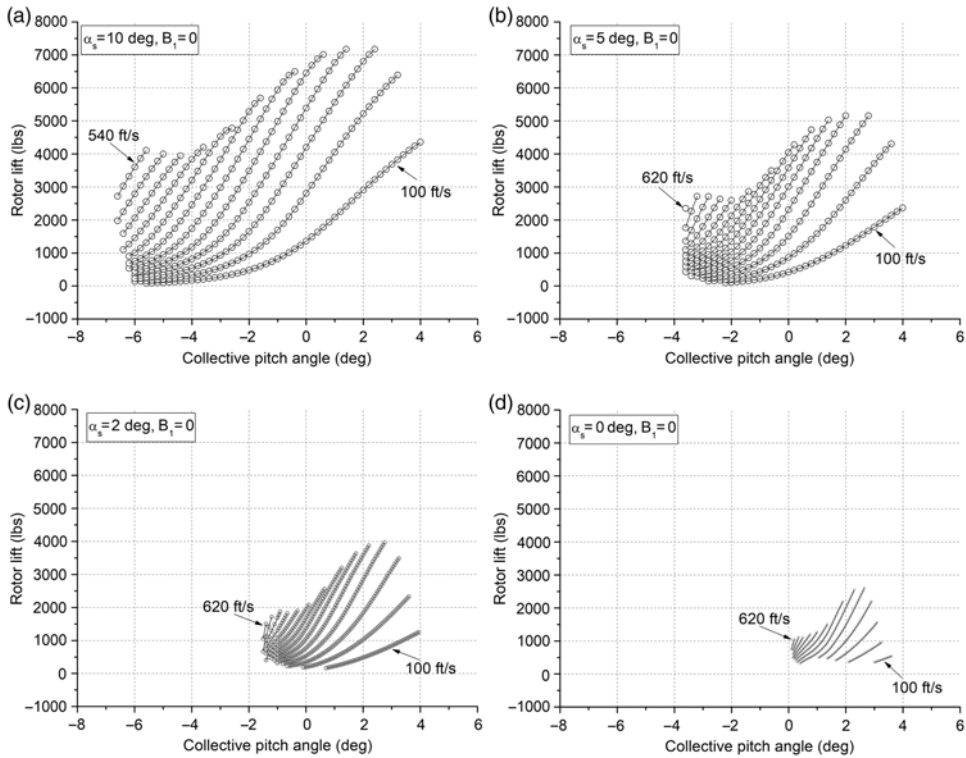 (a)
αs=10 deg, B1=0
8000
7000
6000
5000
4000
3000
2000
1000
0
−1000
Rotor lift (lbs)
540 ft/s
100 ft/s
−8 −6 −4 −2 0 2 4 6
Collective pitch angle (deg)
(b)
αs=5 deg, B1=0
8000
7000
6000
5000
4000
3000
2000
1000
0
−1000
Rotor lift (lbs)
620 ft/s
100 ft/s
−8 −6 −4 −2 0 2 4 6
Collective pitch angle (deg)
(c)
αs=2 deg, B1=0
8000
7000
6000
5000
4000
3000
2000
1000
0
−1000
Rotor lift (lbs)
620 ft/s
100 ft/s
−8 −6 −4 −2 0 2 4 6
Collective pitch angle (deg)
(d)
αs=0 deg, B1=0
8000
7000
6000
5000
4000
3000
2000
1000
0
−1000
Rotor lift (lbs)
620 ft/s
100 ft/s
−8 −6 −4 −2 0 2 4 6
Collective pitch angle (deg)